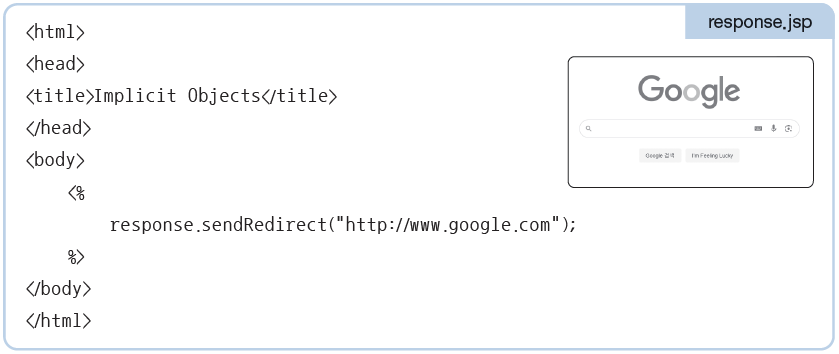 response.jsp
<html>
<head>
<title>Implicit Objects</title>
</head>
<body>
<%
response.sendRedirect("http://www.google.com");
%>
</body>
</html>
Google
Google 검색 I'm Feeling Lucky